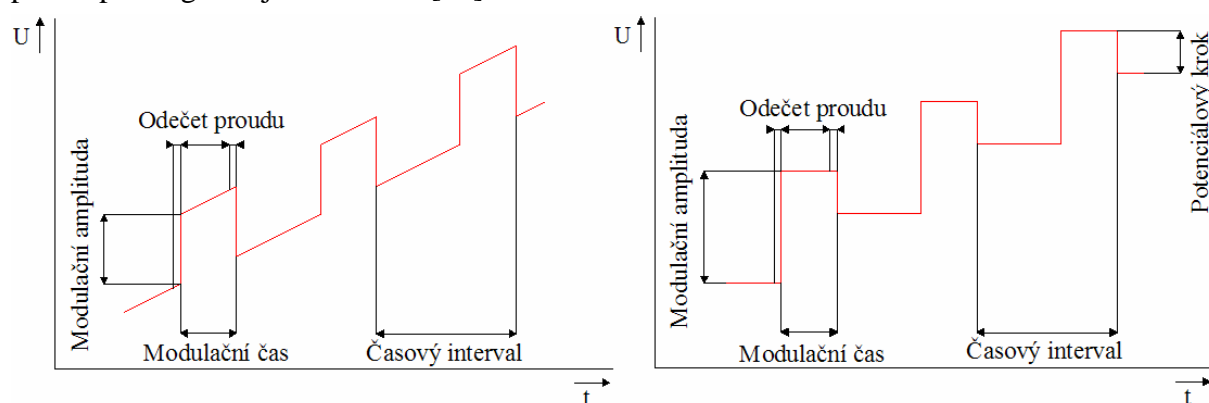 U
Odečet proudu
Modulační amplituda
Modulační čas
Časový interval
t
U
Odečet proudu
Modulační amplituda
Potenciálový krok
Modulační čas
Časový interval
t